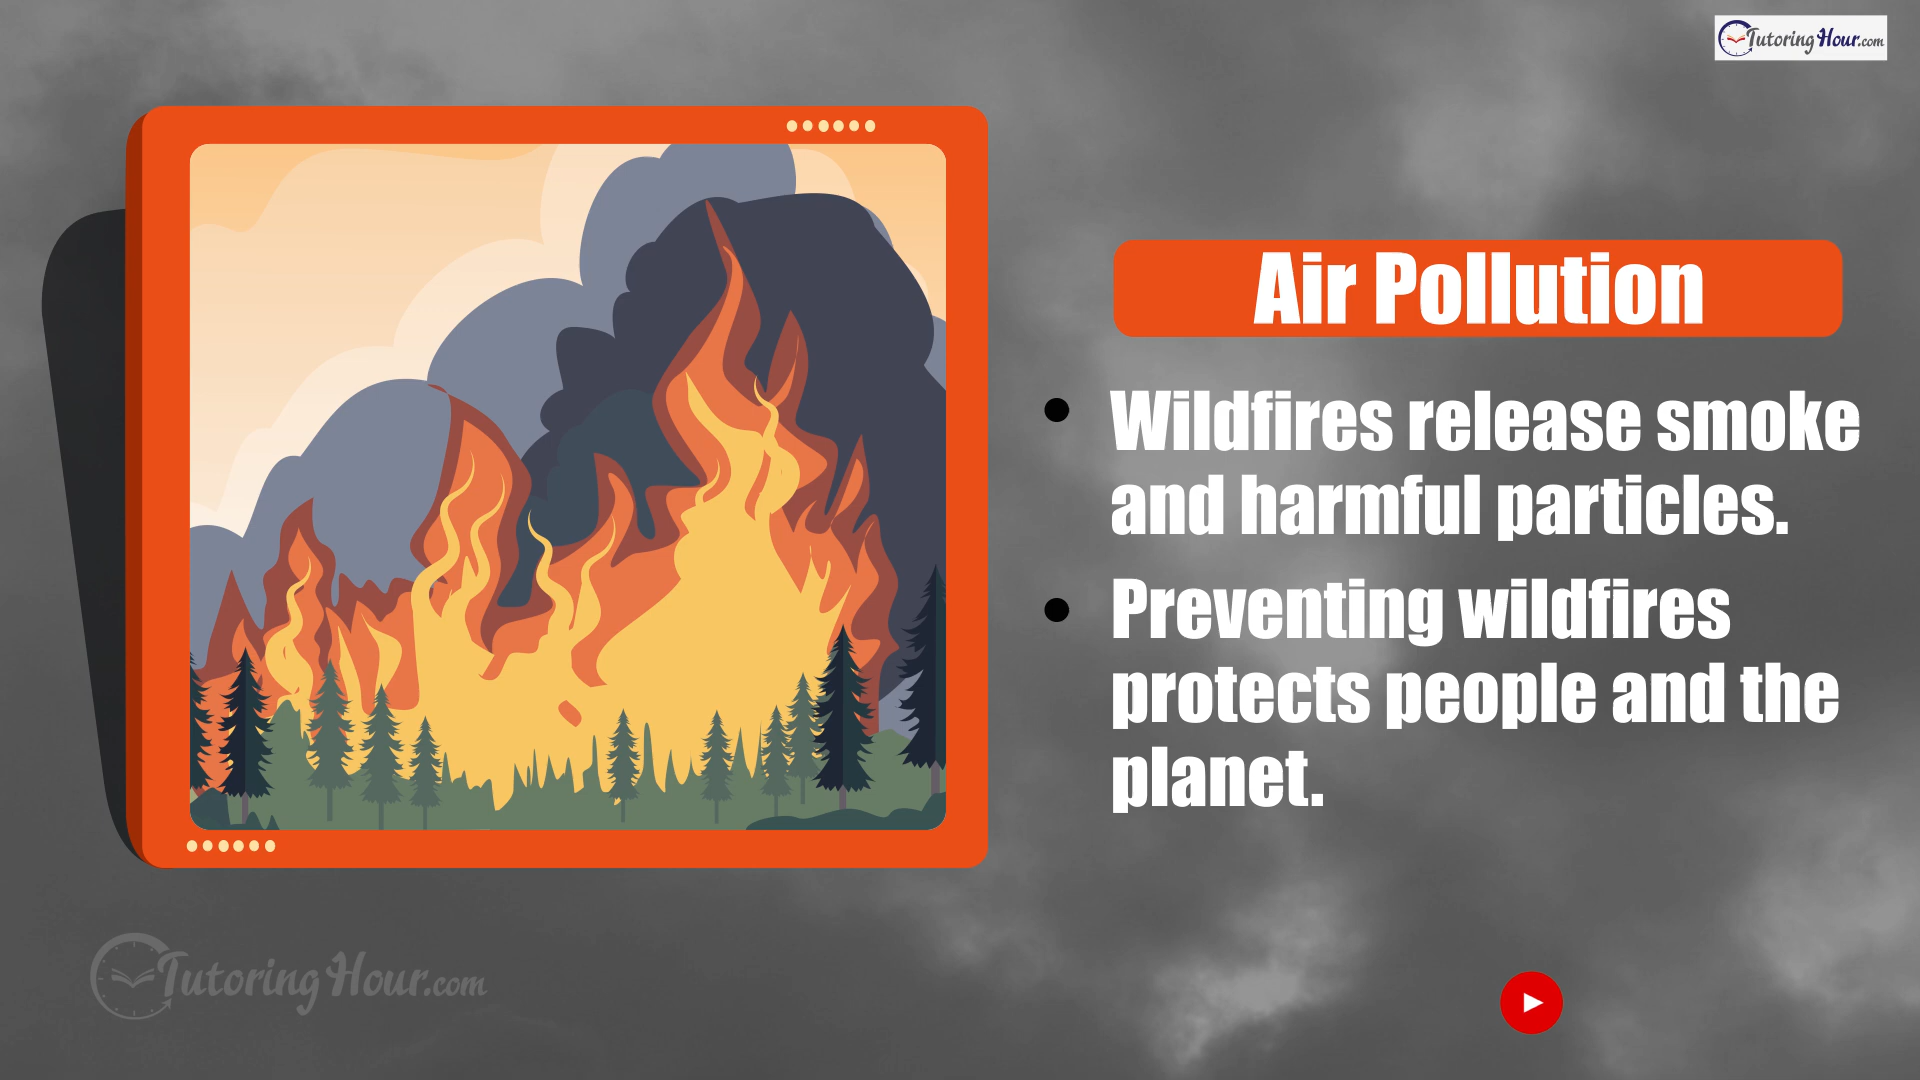 TutoringHour.com
Air Pollution
Wildfires release smoke
and harmful particles.
Preventing wildfires
protects people and the
planet.
TutoringHour.com